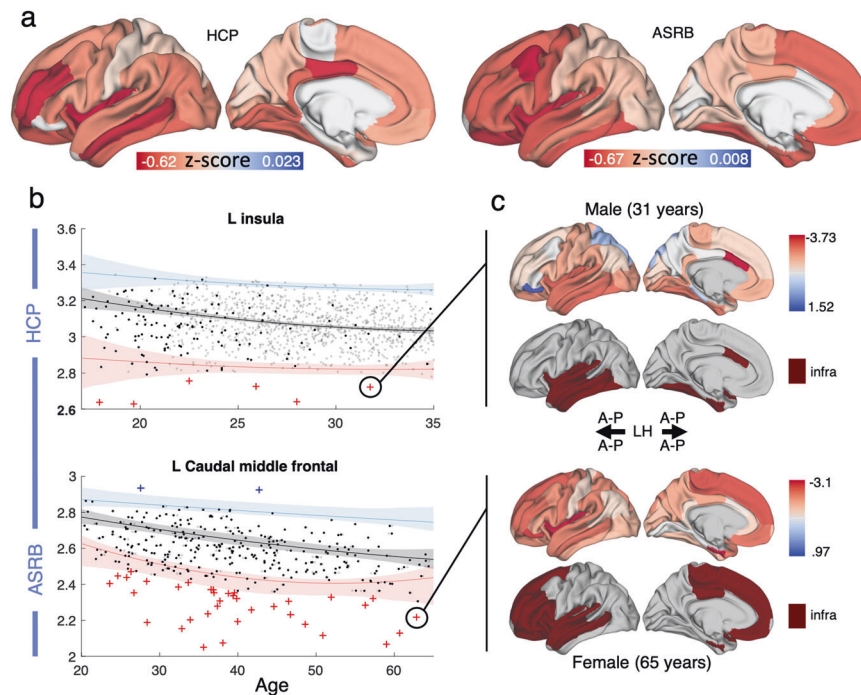 a
HCP
ASRB
-0.62 z-score 0.023
-0.67 z-score 0.008
b
c
L insula
Male (31 years)
3.6
3.4
3.2
3
2.8
2.6
20
25
30
35
HCP
-3.73
1.52
infra
A-P A-P
LH
A-P A-P
L Caudal middle frontal
3
2.8
2.6
2.4
2.2
2
20
30
40
50
60
Age
ASRB
-3.1
.97
infra
Female (65 years)